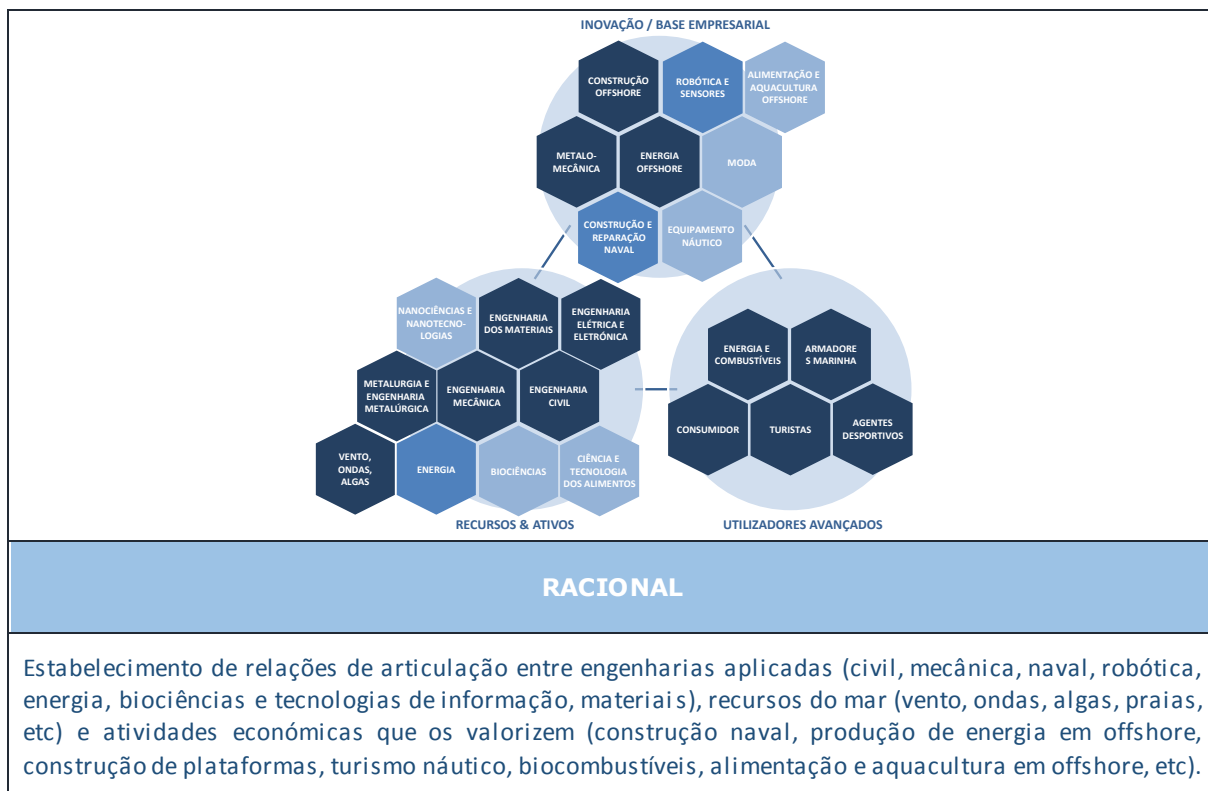 INOVAÇÃO / BASE EMPRESARIAL
CONSTRUÇÃO
OFFSHORE
ROBÓTICA E
SENSORES
ALIMENTAÇÃO E
AQUACULTURA
OFFSHORE
METALO-
MECÂNICA
ENERGIA
OFFSHORE
MODA
CONSTRUÇÃO E
REPARAÇÃO
NAVAL
EQUIPAMENTO
NÁUTICO
NANOCIÊNCIAS E
NANOTECNO-
LOGIAS
ENGENHARIA
DOS MATERIAIS
ENGENHARIA
ELÉTRICA E
ELETRÓNICA
METALURGIA E
ENGENHARIA
METALÚRGICA
ENGENHARIA
MECÂNICA
ENGENHARIA
CIVIL
VENTO,
ONDAS,
ALGAS
ENERGIA
BIOCIÊNCIAS
CIÊNCIA E
TECNOLOGIA
DOS ALIMENTOS
RECURSOS & ATIVOS
ENERGIA E
COMBUSTÍVEIS
ARMADORE
S MARINHA
CONSUMIDOR
TURISTAS
AGENTES
DESPORTIVOS
UTILIZADORES AVANÇADOS
RACIONAL
Estabelecimento de relações de articulação entre engenharias aplicadas (civil, mecânica, naval, robótica,
energia, biociências e tecnologias de informação, materiais), recursos do mar (vento, ondas, algas, praias,
etc) e atividades económicas que os valorizem (construção naval, produção de energia em offshore,
construção de plataformas, turismo náutico, biocombustíveis, alimentação e aquacultura em offshore, etc).